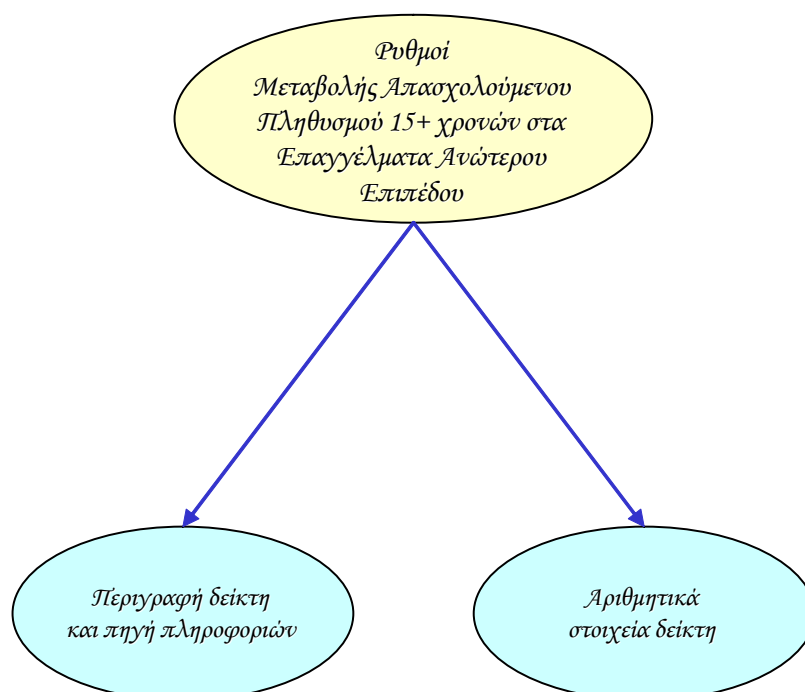 Ρυθμοί
Μεταβολής Απασχολούμενου
Πληθυσμού 15+ χρονών στα
Επαγγέλματα Ανώτερου
Επιπέδου
Περιγραφή δείκτη
και πηγή πληροφοριών
Αριθμητικά
στοιχεία δείκτη